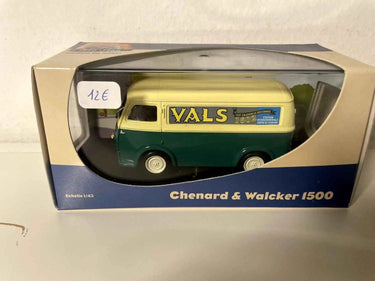 12€
VALS
Echelle 1/43
Chenard & Walcker 1500